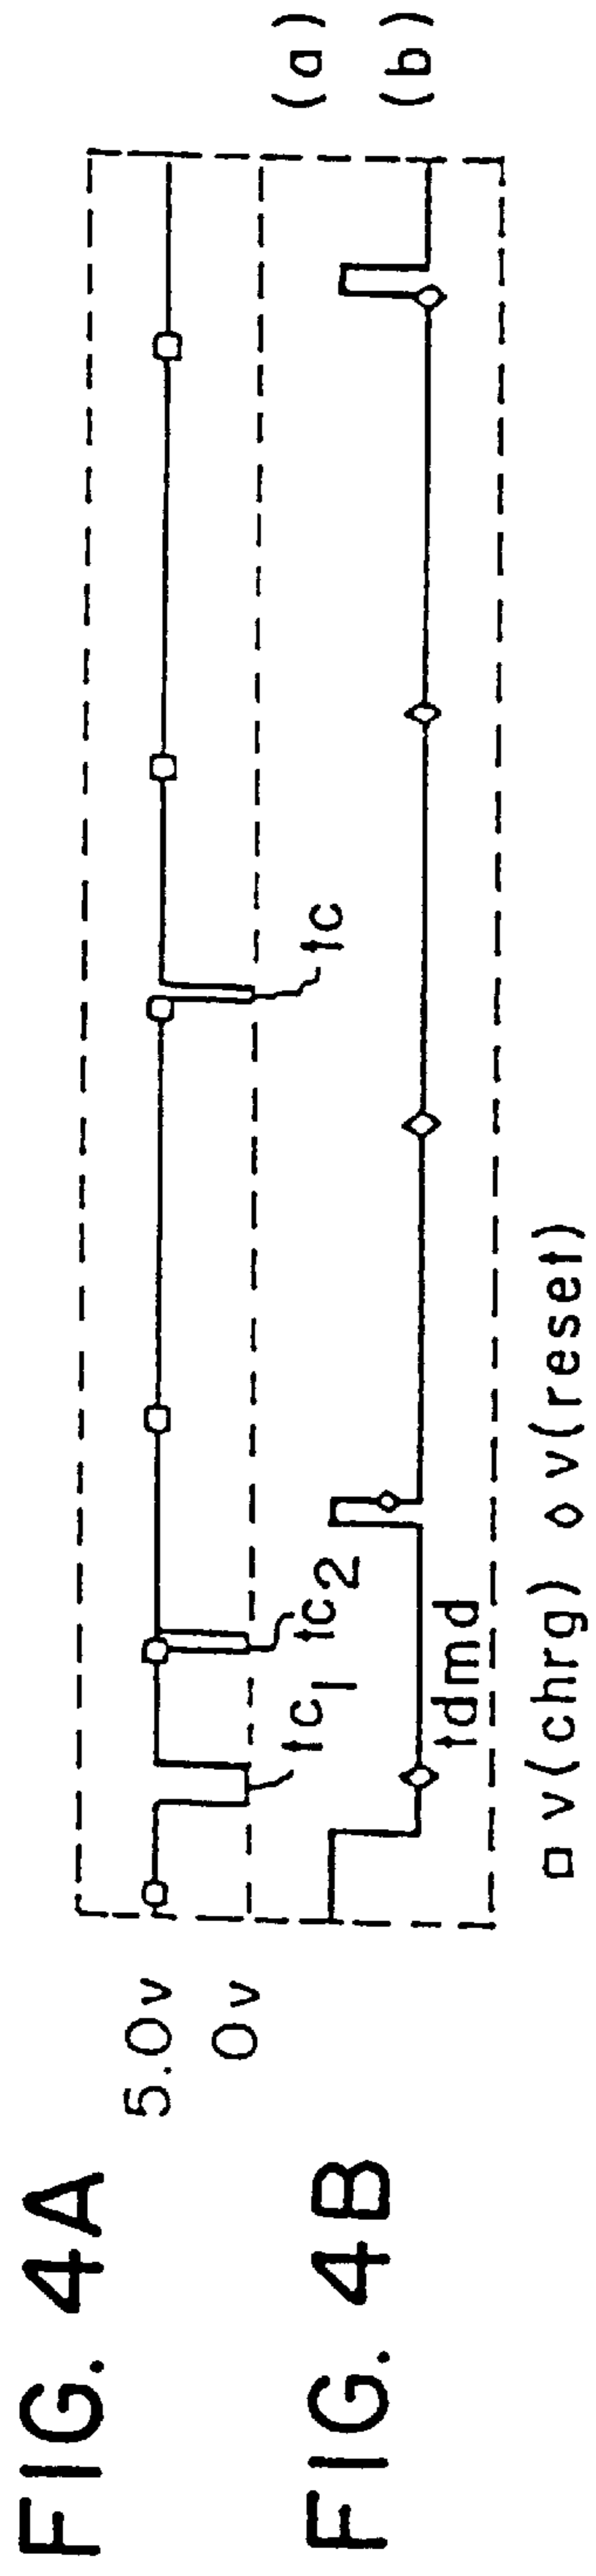 FIG. 4A
5.0v
0v
(a)
tc1
tc2
tc
FIG. 4B
(b)
tdmd
v(chrg) v(reset)